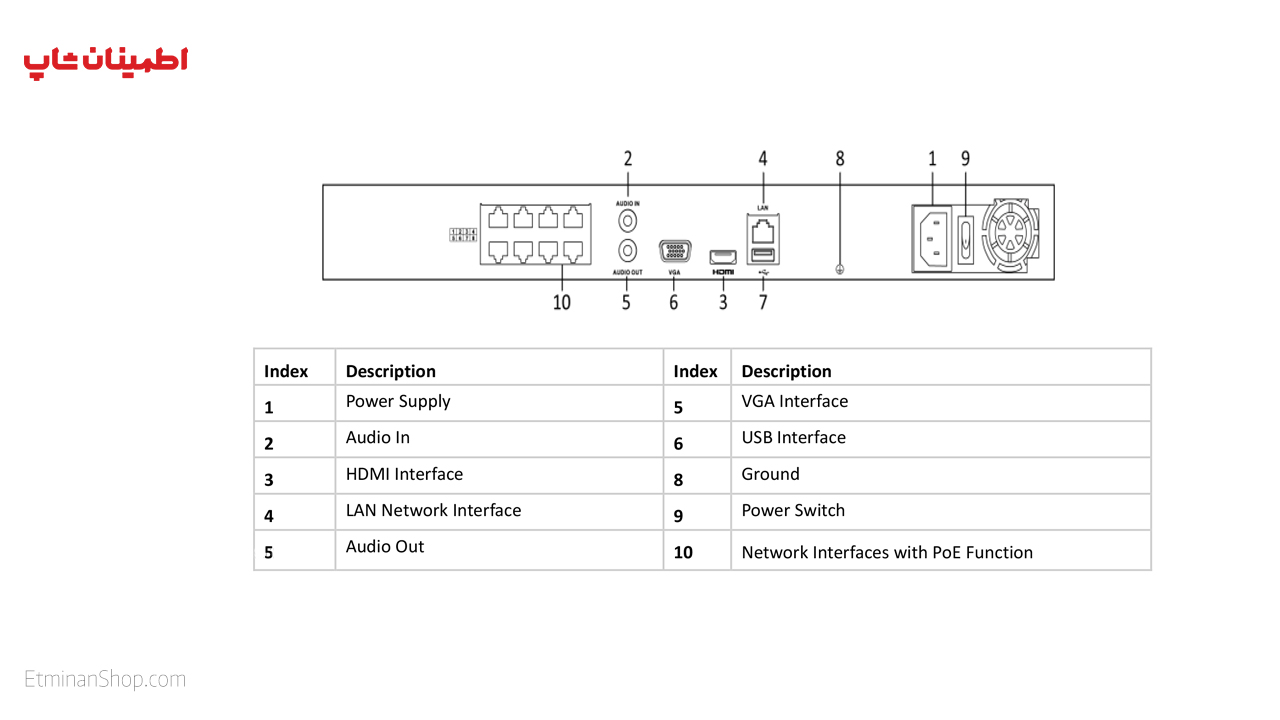 اطمینان شاپ
2 4 8 1 9
AUDIO IN LAN
1 2 3 4
5 6 7 8
AUDIO OUT VGA HDMI
10 5 6 3 7
Index Description Index Description
1 Power Supply 5 VGA Interface
2 Audio In 6 USB Interface
3 HDMI Interface 8 Ground
4 LAN Network Interface 9 Power Switch
5 Audio Out 10 Network Interfaces with PoE Function
EtminanShop.com